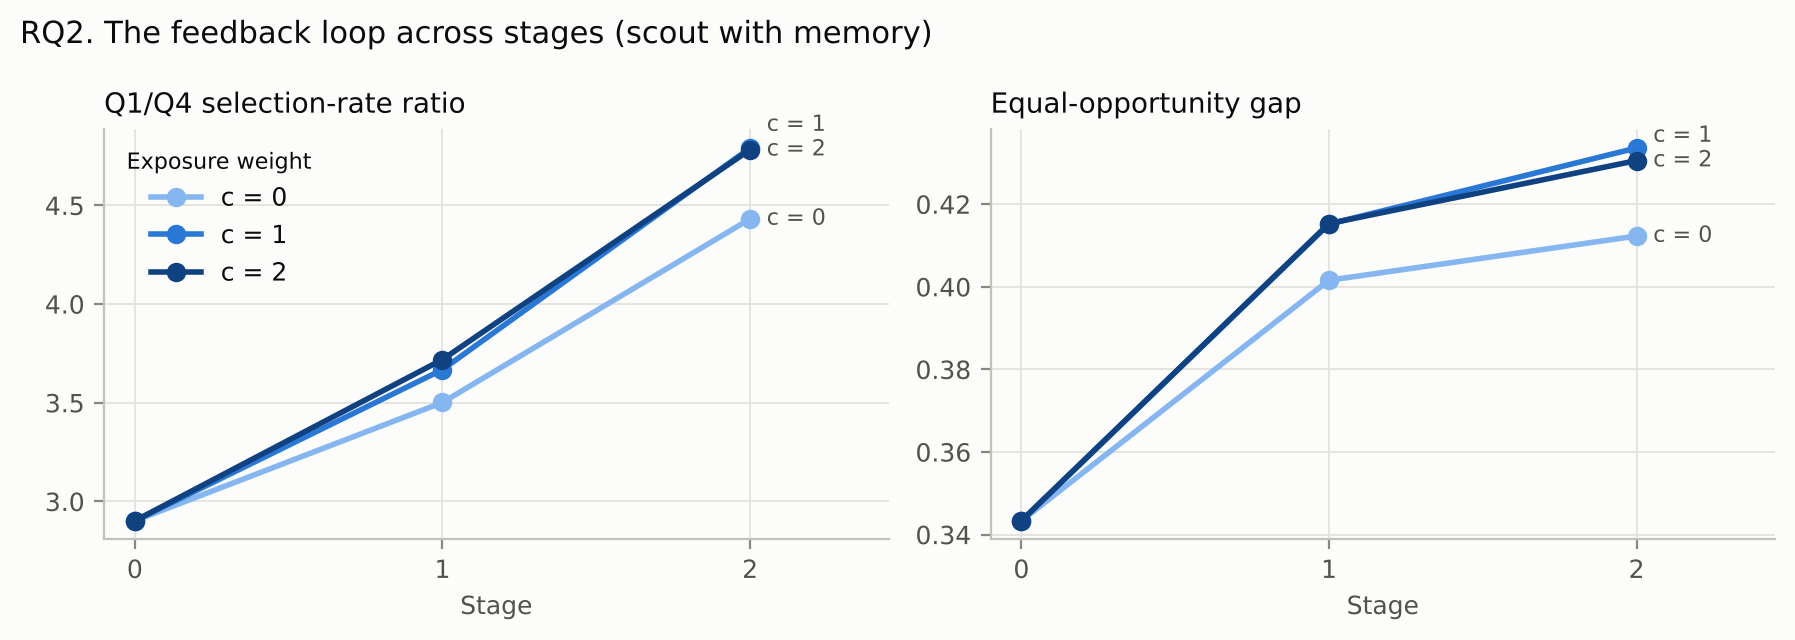 RQ2. The feedback loop across stages (scout with memory)
Q1/Q4 selection-rate ratio
Exposure weight
c = 0
c = 1
c = 2
c = 1
c = 2
c = 0
4.5
4.0
3.5
3.0
0
1
2
Stage
Equal-opportunity gap
c = 1
c = 2
c = 0
0.42
0.40
0.38
0.36
0.34
0
1
2
Stage